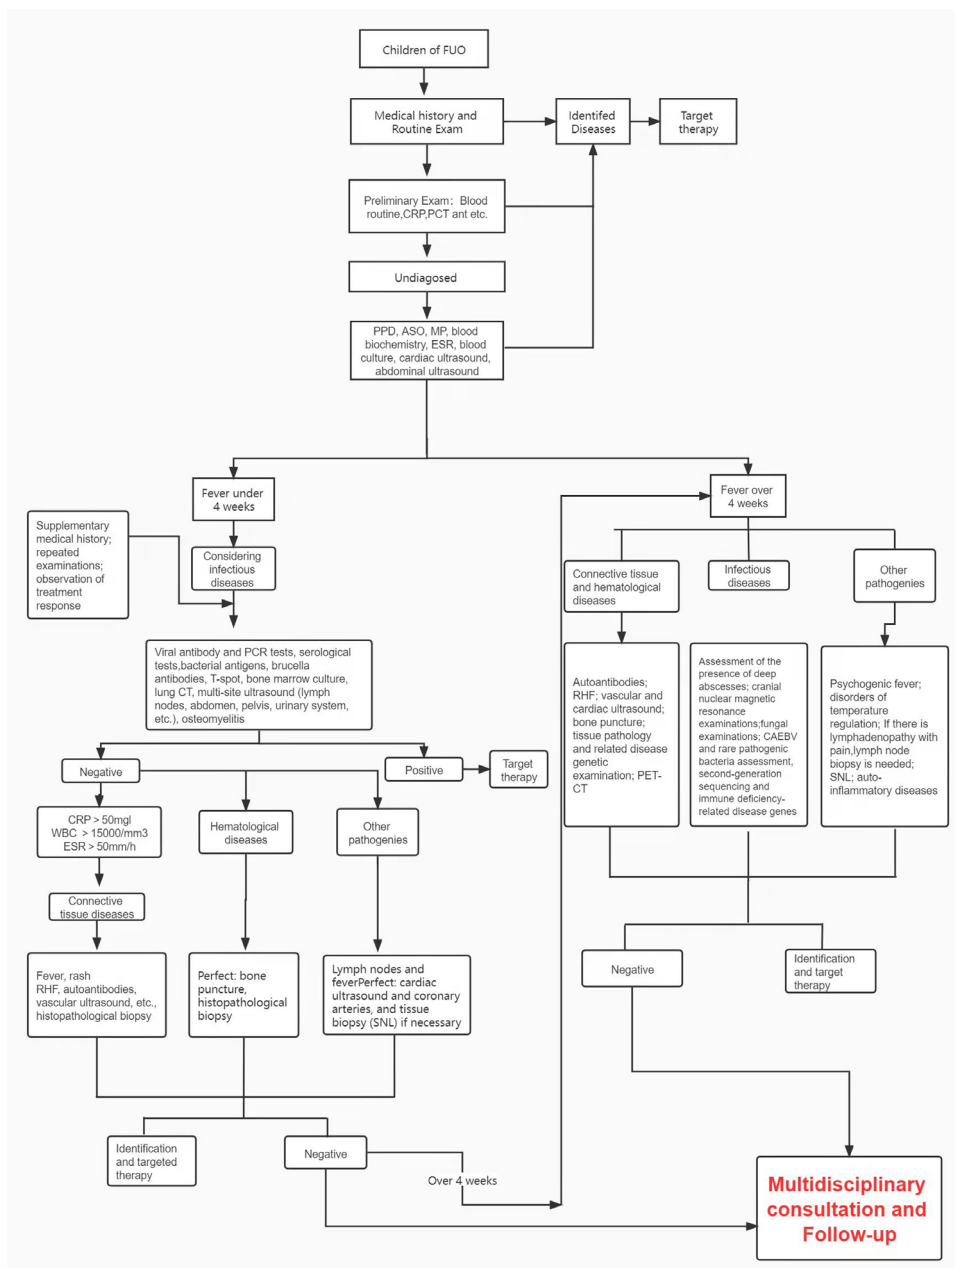 Children of FUO
Medical history and
Routine Exam
Identifed
Diseases
Target
therapy
Preliminary Exam: Blood
routine,CRP,PCT ant etc.
Undiagosed
PPD, ASO, MP, blood
biochemistry, ESR, blood
culture, cardiac ultrasound,
abdominal ultrasound
Fever under
4 weeks
Fever over
4 weeks
Supplementary
medical history;
repeated
examinations;
observation of
treatment
response
Considering
infectious
diseases
Connective tissue
and hematological
diseases
Infectious
diseases
Other
pathogenies
Viral antibody and PCR tests, serological
tests,bacterial antigens, brucella
antibodies, T-spot, bone marrow culture,
lung CT, multi-site ultrasound (lymph
nodes, abdomen, pelvis, urinary system,
etc.), osteomyelitis
Autoantibodies;
RHF; vascular and
cardiac ultrasound;
bone puncture;
tissue pathology
and related disease
genetic
examination; PET-
CT
Assessment of the
presence of deep
abscesses; cranial
nuclear magnetic
resonance
examinations;fungal
examinations; CAEBV
and rare pathogenic
bacteria assessment,
second-generation
sequencing and
immune deficiency-
related disease genes
Psychogenic fever;
disorders of
temperature
regulation; If there is
lymphadenopathy with
pain,lymph node
biopsy is needed;
SNL; auto-
inflammatory diseases
Negative
Positive
Target
therapy
CRP > 50mgl
WBC > 15000/mm3
ESR > 50mm/h
Hematological
diseases
Other
pathogenies
Connective
tissue diseases
Fever, rash
RHF, autoantibodies,
vascular ultrasound, etc.,
histopathological biopsy
Perfect: bone
puncture,
histopathological
biopsy
Lymph nodes and
feverPerfect: cardiac
ultrasound and coronary
arteries, and tissue
biopsy (SNL) if necessary
Negative
Identification
and target
therapy
Identification
and targeted
therapy
Negative
Over 4 weeks
Multidisciplinary
consultation and
Follow-up